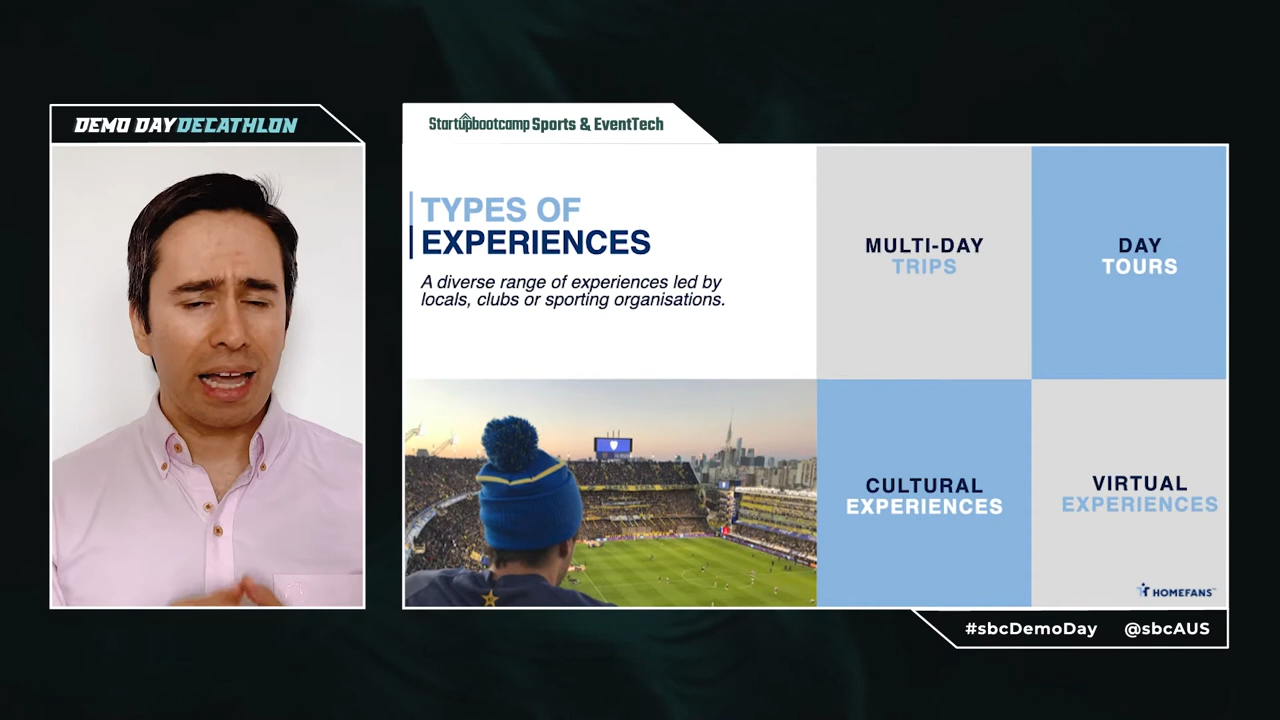 DEMO DAY DECATHLON
Startupbootcamp Sports & EventTech
TYPES OF
EXPERIENCES
A diverse range of experiences led by
locals, clubs or sporting organisations.
MULTI-DAY
TRIPS
DAY
TOURS
CULTURAL
EXPERIENCES
VIRTUAL
EXPERIENCES
HOMEFANS
#sbcDemoDay @sbcAUS